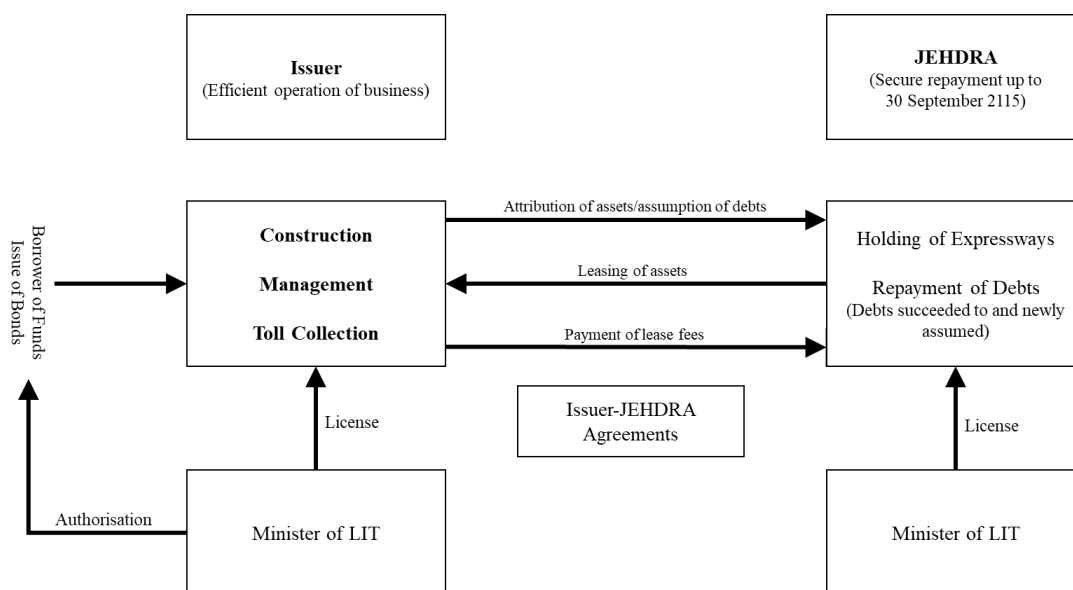 Issuer
(Efficient operation of business)
JEHDRA
(Secure repayment up to
30 September 2115)
Borrower of Funds
Issue of Bonds
Construction
Management
Toll Collection
Attribution of assets/assumption of debts
Leasing of assets
Payment of lease fees
Holding of Expressways
Repayment of Debts
(Debts succeeded to and newly
assumed)
License
Issuer-JEHDRA
Agreements
License
Authorisation
Minister of LIT
Minister of LIT